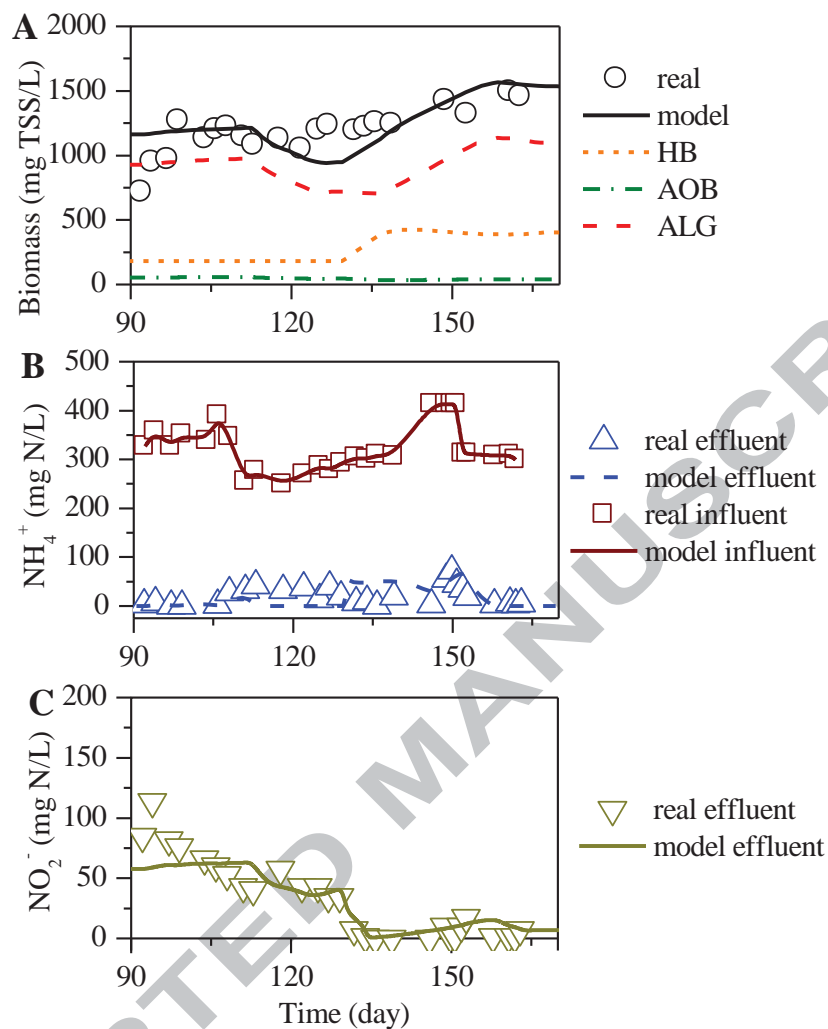 A
2000
1500
1000
500
0
Biomass (mg TSS/L)
90
120
150
real
model
HB
AOB
ALG
B
500
400
300
200
100
0
NH₄⁺ (mg N/L)
90
120
150
real effluent
model effluent
real influent
model influent
C
200
150
100
50
0
NO₂⁻ (mg N/L)
90
120
150
Time (day)
real effluent
model effluent
TED MANUSCR